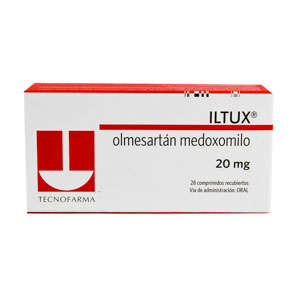 ILTUX®
olmesartán medoxomilo
20 mg
28 comprimidos recubiertos
Vía de administración: ORAL
TECNOFARMA